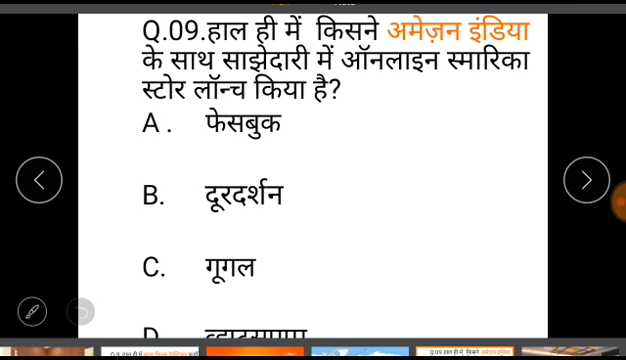 Q.09.हाल ही में किसने अमेज़न इंडिया
के साथ साझेदारी में ऑनलाइन स्मारिका
स्टोर लॉन्च किया है?
A . फेसबुक
B. दूरदर्शन
C. गूगल
D